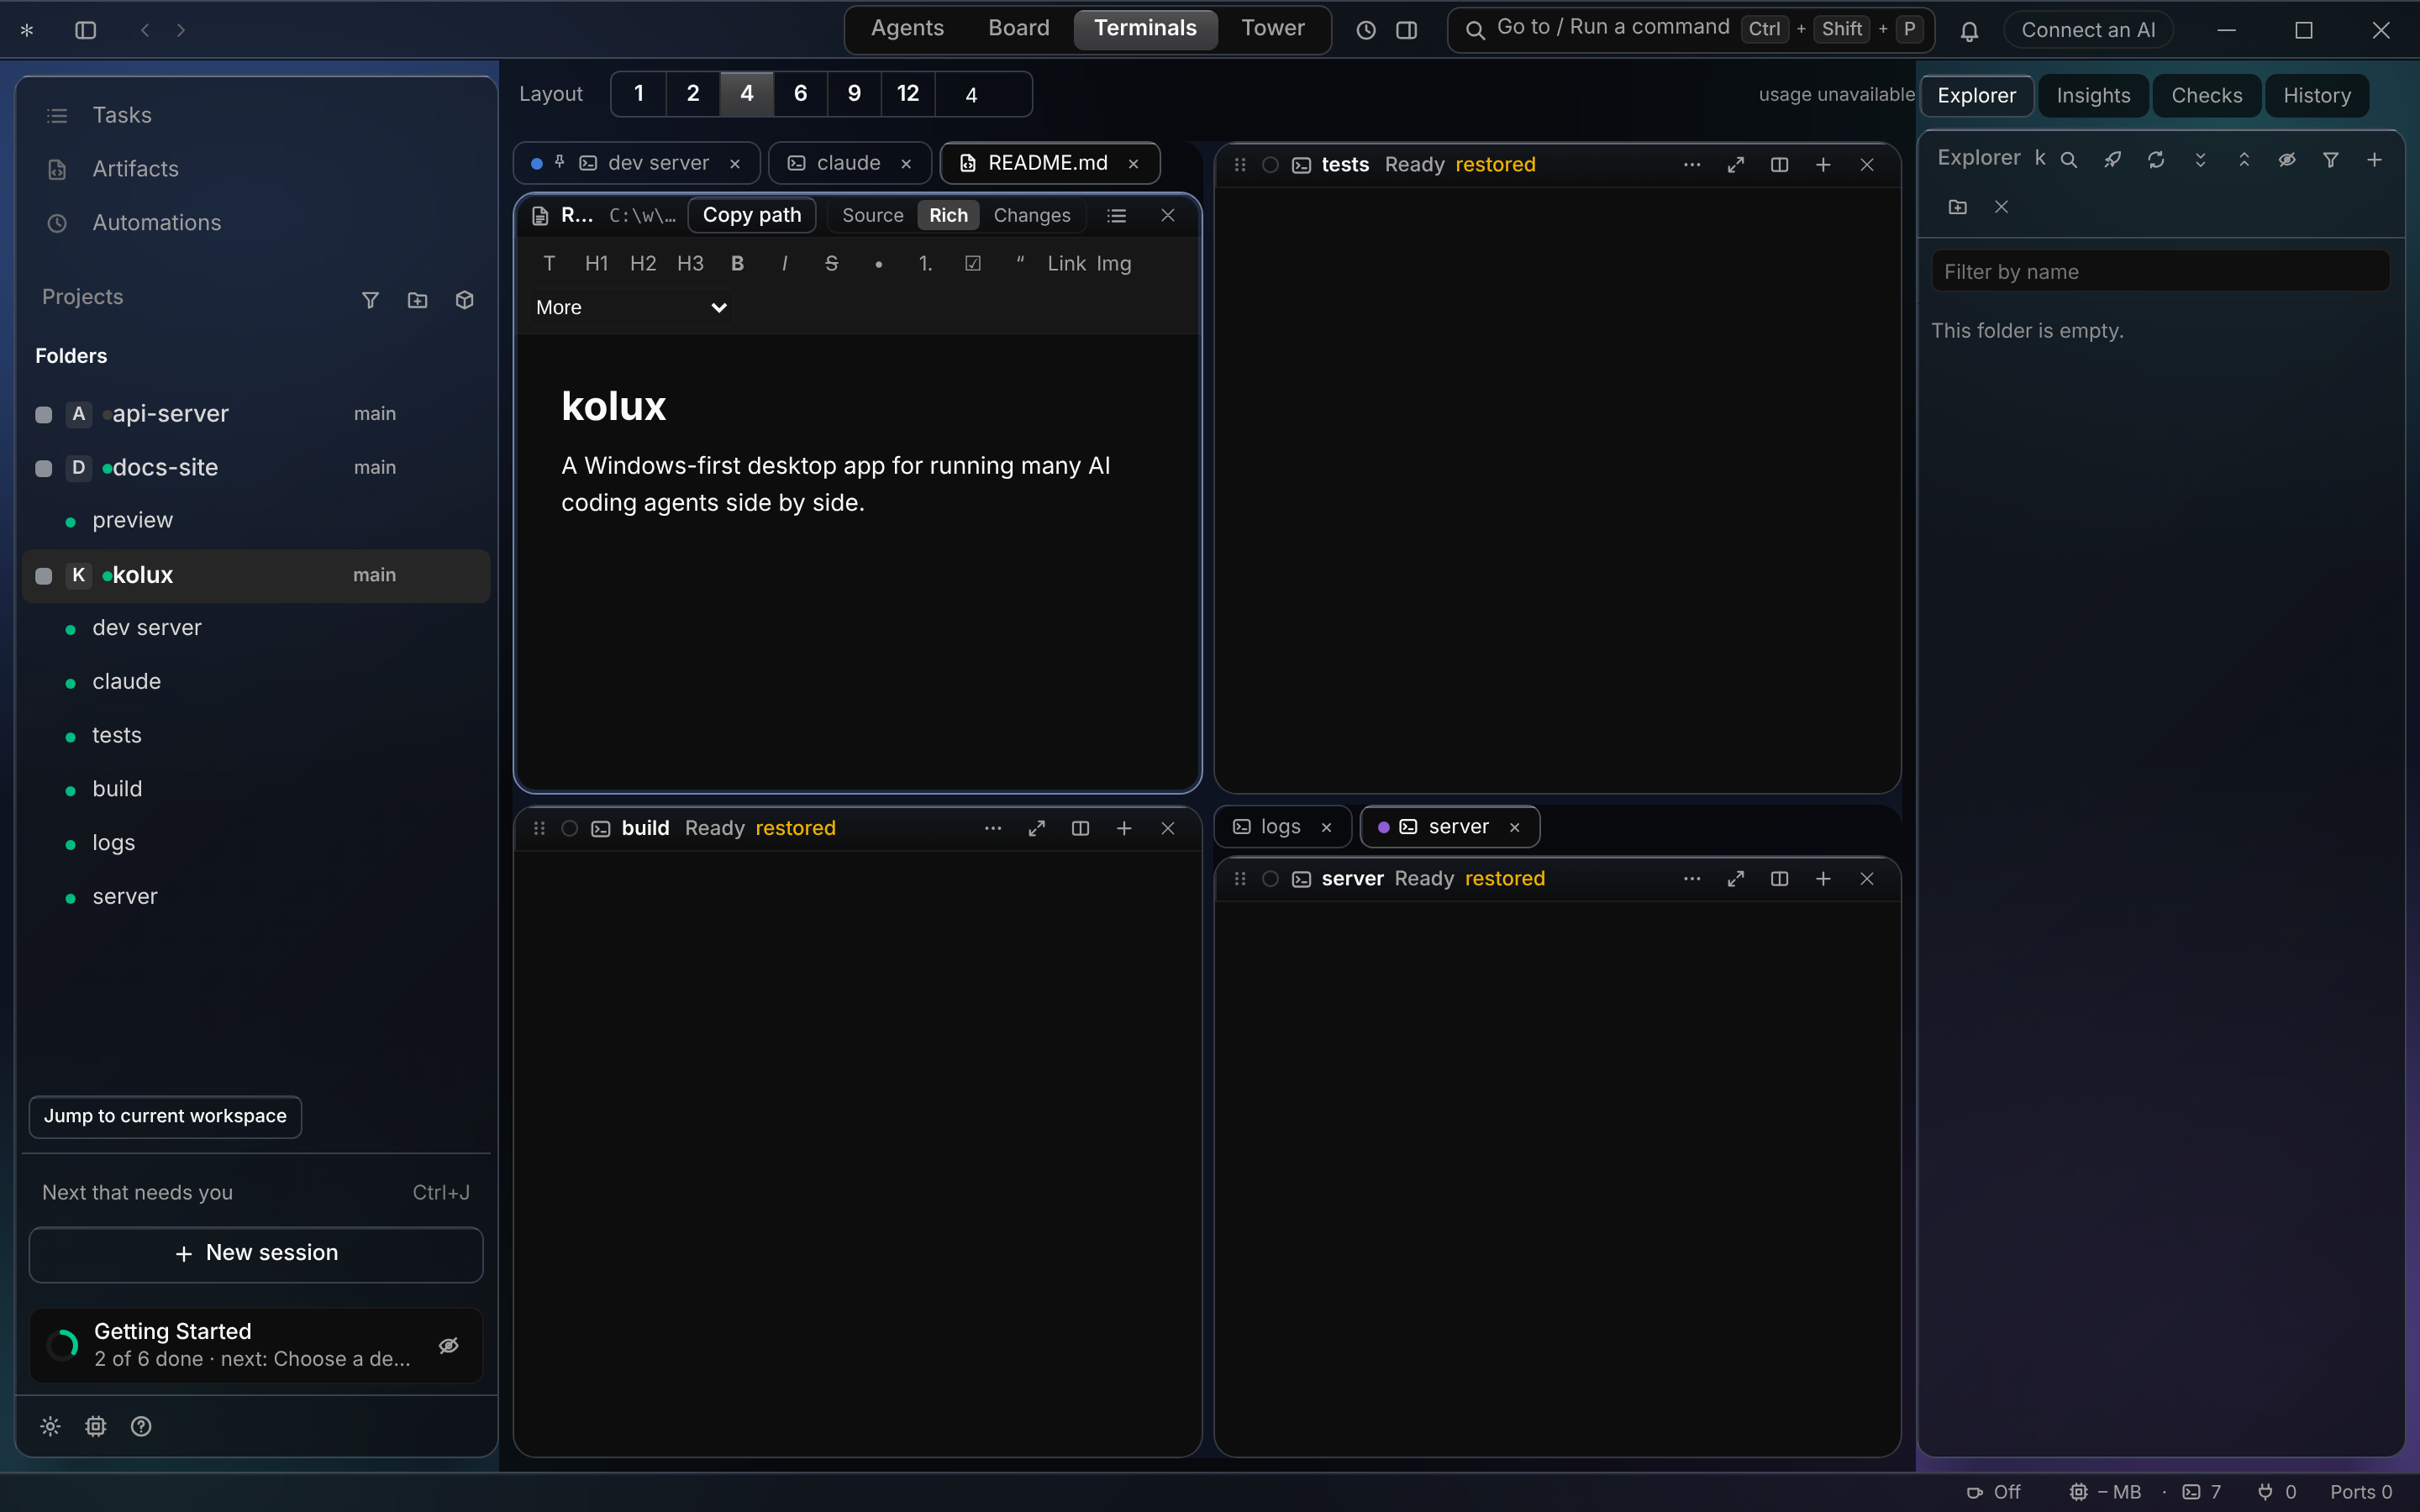 Agents Board Terminals Tower Go to / Run a command Ctrl + Shift + P Connect an AI
Tasks
Artifacts
Automations
Projects
Folders
A api-server main
D docs-site main
preview
K kolux main
dev server
claude
tests
build
logs
server
Jump to current workspace
Next that needs you Ctrl+J
+ New session
Getting Started
2 of 6 done · next: Choose a de...
Layout 1 2 4 6 9 12 4 usage unavailable
dev server × claude × README.md ×
R... C:\w\... Copy path Source Rich Changes
T H1 H2 H3 B I S • 1. ☑ “ Link Img
More
kolux
A Windows-first desktop app for running many AI
coding agents side by side.
tests Ready restored
build Ready restored
logs × server ×
server Ready restored
Explorer Insights Checks History
Explorer k
Filter by name
This folder is empty.
Off – MB · 7 0 Ports 0